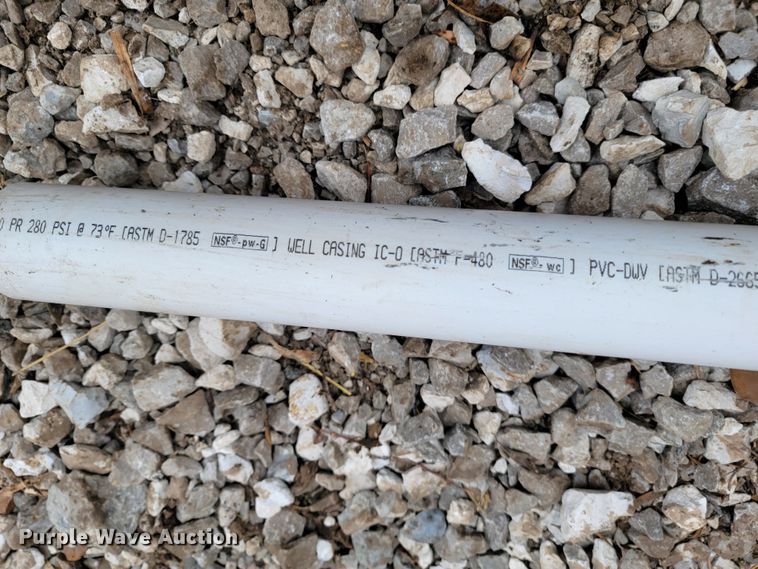 0 PR 280 PSI @ 73°F [ASTM D-1785 NSF®-pw-G ] WELL CASING IC-O [ASTM F-480 NSF®-wc ] PVC-DWV [ASTM D-2665
Purple Wave Auction